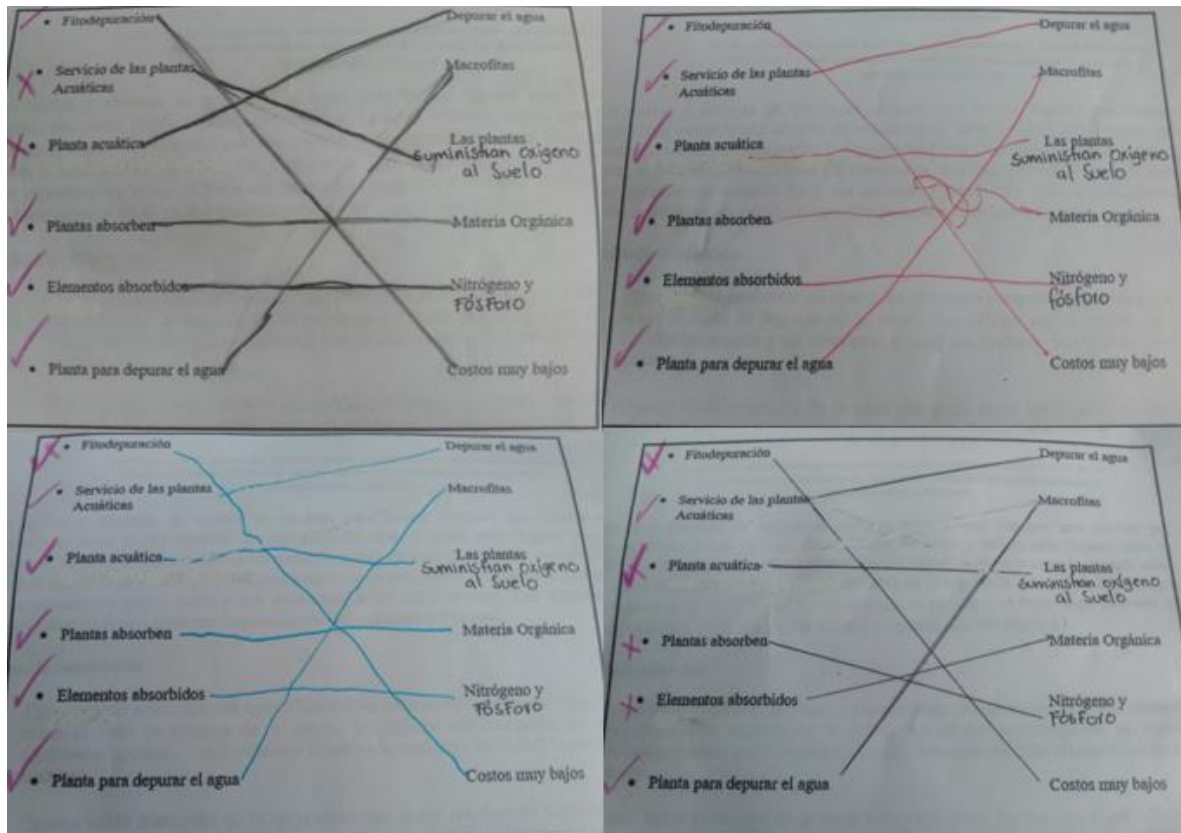 • Fitodepuración
Depurar el agua
• Servicio de las plantas
Acuáticas
Macrofitas
• Planta acuática
Las plantas
suministran oxigeno
al Suelo
• Plantas absorben
Materia Orgánica
• Elementos absorbidos
Nitrógeno y
FÓSFORO
• Planta para depurar el agua
Costos muy bajos
• Fitodepuración
Depurar el agua
• Servicio de las plantas
Acuáticas
Macrofitas
• Planta acuática
Las plantas
Suministran Oxigeno
al Suelo
• Plantas absorben
Materia Orgánica
• Elementos absorbidos
Nitrógeno y
fósforo
• Planta para depurar el agua
Costos muy bajos
• Fitodepuración
Depurar el agua
• Servicio de las plantas
Acuáticas
Macrofitas
• Planta acuática
Las plantas
Suministran oxigeno
al Suelo
• Plantas absorben
Materia Orgánica
• Elementos absorbidos
Nitrógeno y
FÓSFORO
• Planta para depurar el agua
Costos muy bajos
• Fitodepuración
Depurar el agua
• Servicio de las plantas
Acuáticas
Macrofitas
• Planta acuática
Las plantas
Suministran oxigeno
al Suelo
• Plantas absorben
Materia Orgánica
• Elementos absorbidos
Nitrógeno y
FÓSFORO
• Planta para depurar el agua
Costos muy bajos